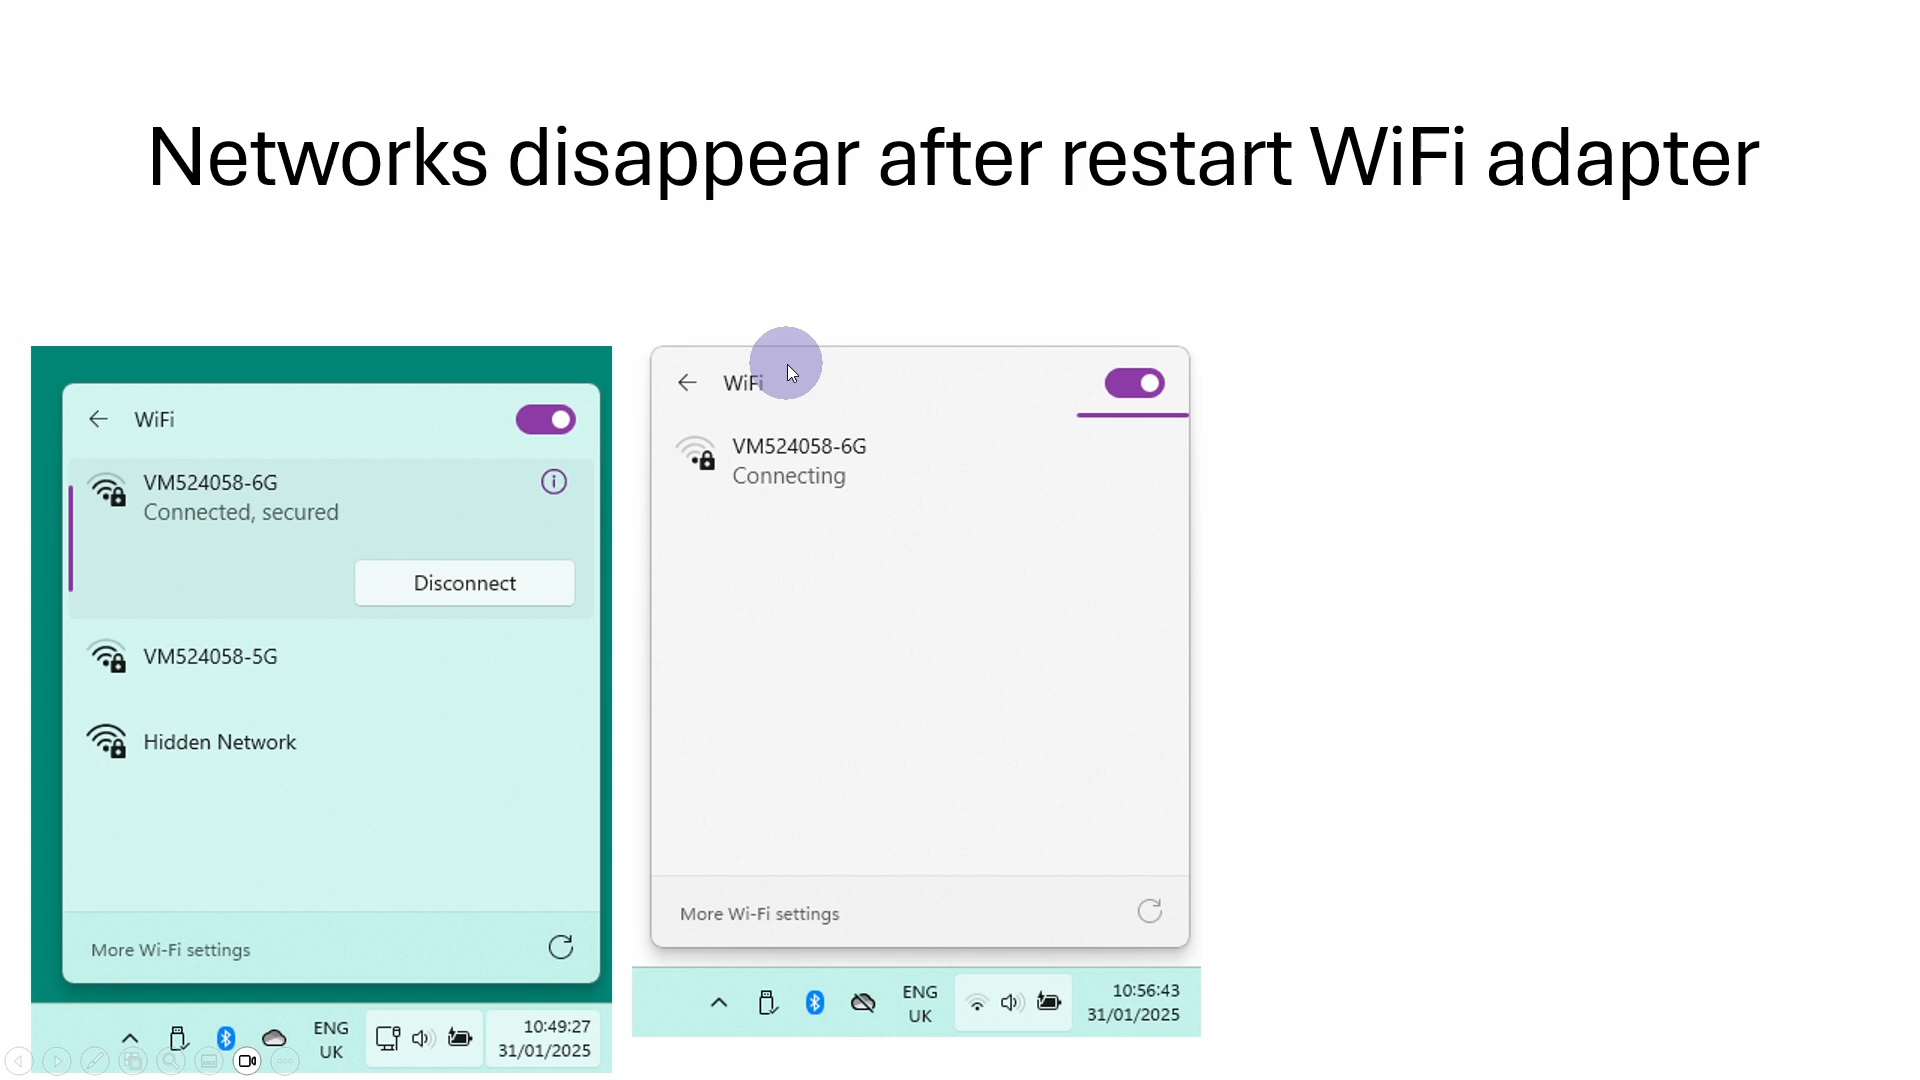 Networks disappear after restart WiFi adapter
WiFi
VM524058-6G
Connected, secured
Disconnect
VM524058-5G
Hidden Network
More Wi-Fi settings
ENG
UK
10:49:27
31/01/2025
WiFi
VM524058-6G
Connecting
More Wi-Fi settings
ENG
UK
10:56:43
31/01/2025